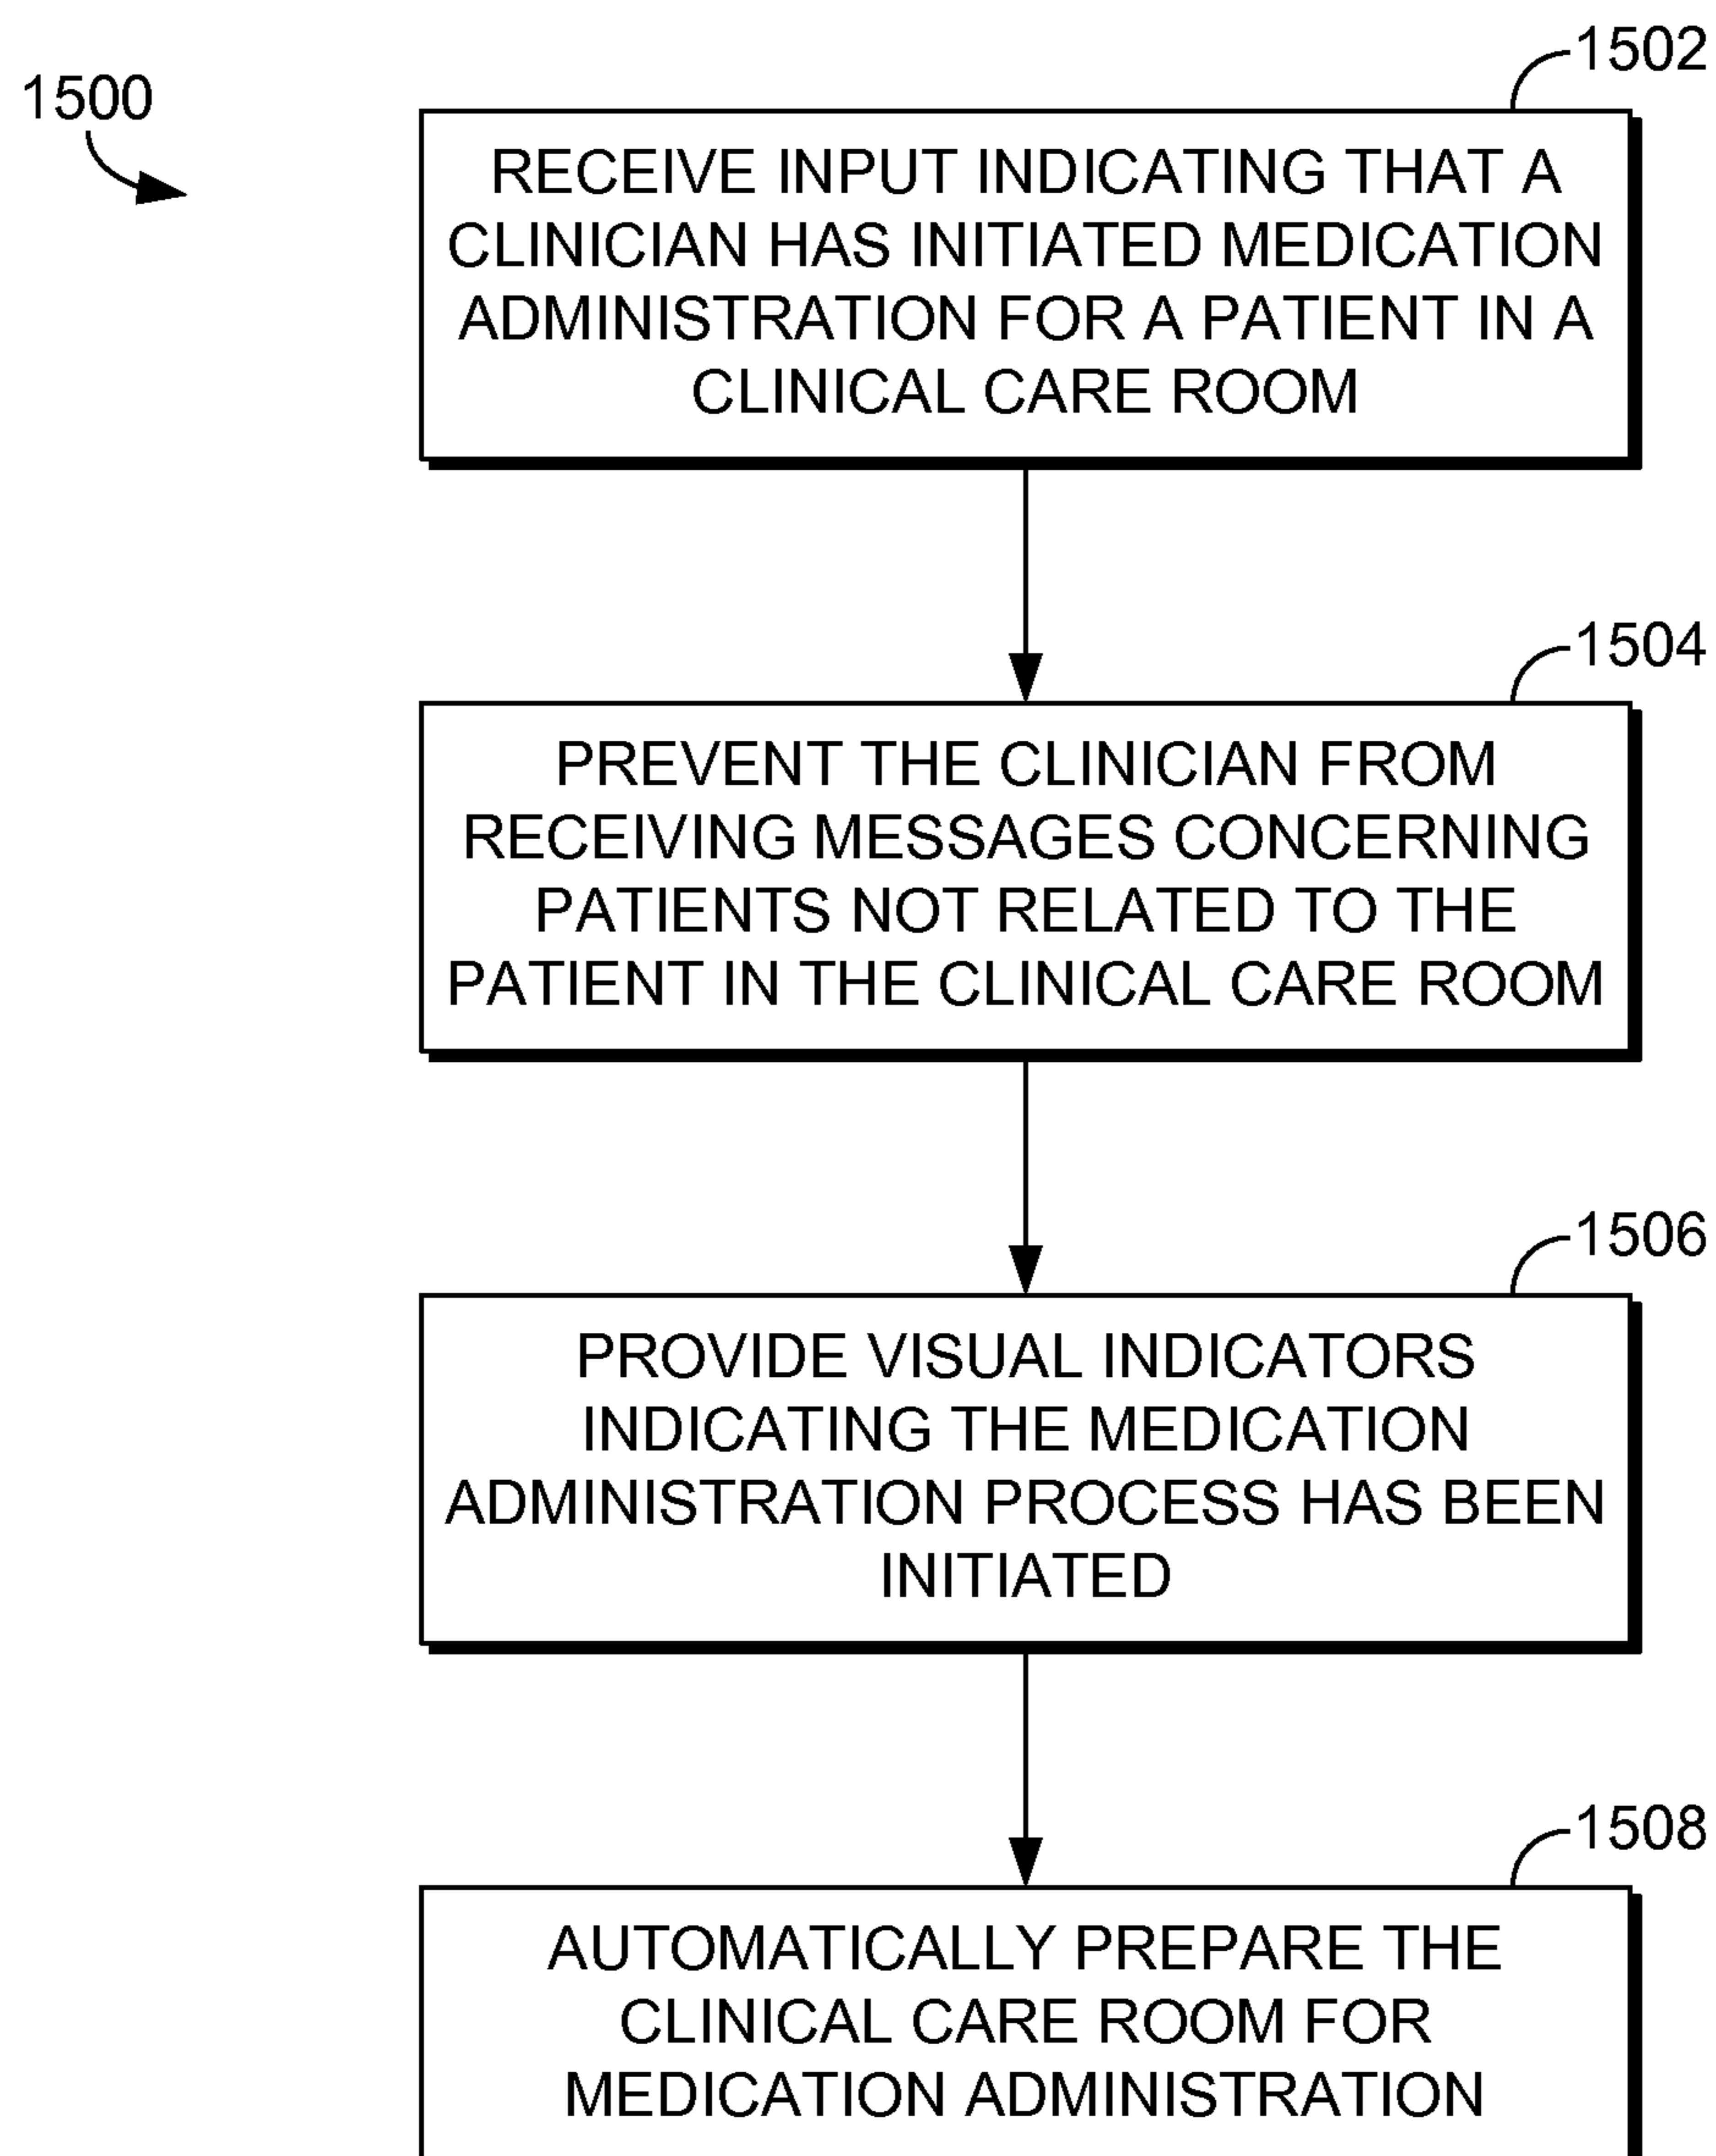 1500
1502
RECEIVE INPUT INDICATING THAT A
CLINICIAN HAS INITIATED MEDICATION
ADMINISTRATION FOR A PATIENT IN A
CLINICAL CARE ROOM
1504
PREVENT THE CLINICIAN FROM
RECEIVING MESSAGES CONCERNING
PATIENTS NOT RELATED TO THE
PATIENT IN THE CLINICAL CARE ROOM
1506
PROVIDE VISUAL INDICATORS
INDICATING THE MEDICATION
ADMINISTRATION PROCESS HAS BEEN
INITIATED
1508
AUTOMATICALLY PREPARE THE
CLINICAL CARE ROOM FOR
MEDICATION ADMINISTRATION